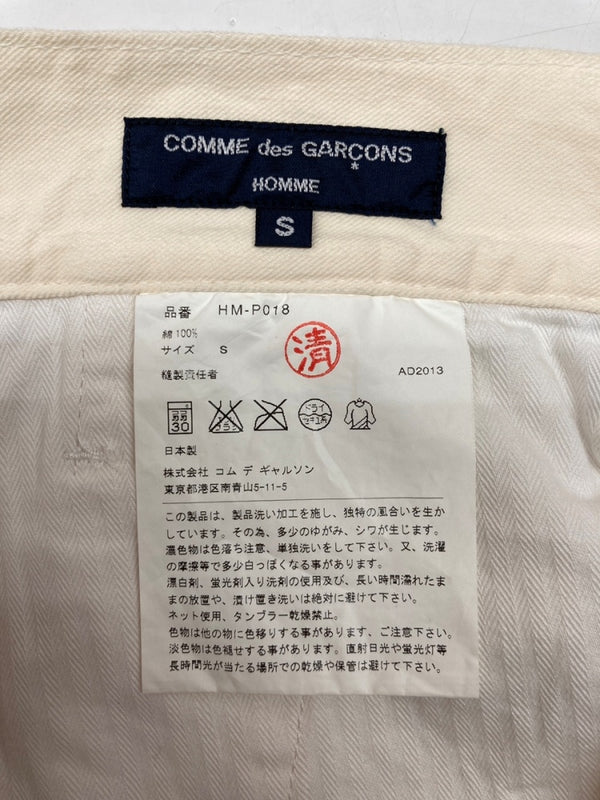 COMME des GARÇONS
*
HOMME
S
品番 HM-P018
綿100%
サイズ S
清
縫製責任者 AD2013
弱 30
ドライ
セキユ系
日本製
株式会社 コム デ ギャルソン
東京都港区南青山5-11-5
この製品は、製品洗い加工を施し、独特の風合いを生か
しています。その為、多少のゆがみ、シワが生じます。
濃色物は色落ち注意、単独洗いをして下さい。又、洗濯
の摩擦等で多少白っぽくなる事があります。
漂白剤、蛍光剤入り洗剤の使用及び、長い時間濡れたま
まの放置や、漬け置き洗いは絶対に避けて下さい。
ネット使用、タンブラー乾燥禁止。
色物は他の物に色移りする事があります、ご注意下さい。
淡色物は色褪せする事があります。直射日光や蛍光灯等
長時間光が当たる場所での乾燥や保管は避けて下さい。